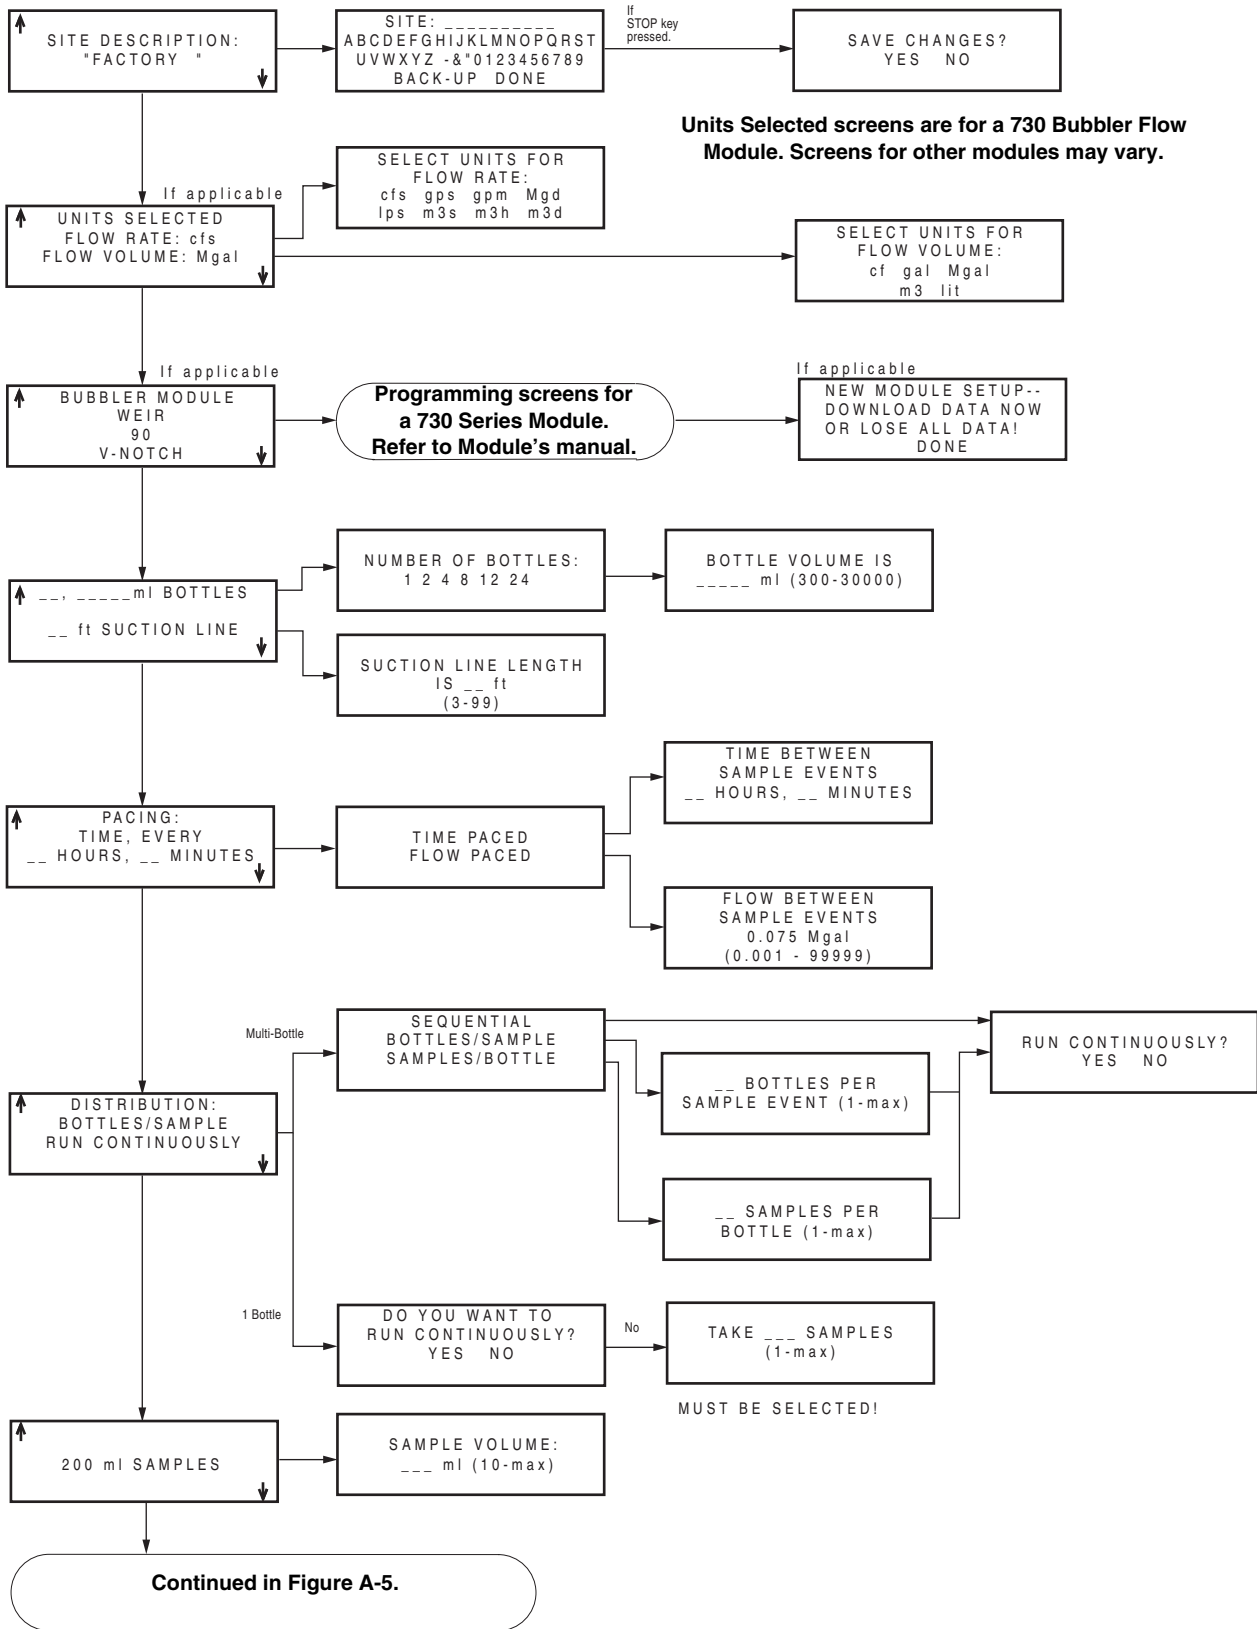 SITE DESCRIPTION:
"FACTORY "
SITE: __________
ABCDEFGHIJKLMNOPQRST
UVWXYZ -&"0123456789
BACK-UP DONE
If
STOP key
pressed.
SAVE CHANGES?
YES NO
Units Selected screens are for a 730 Bubbler Flow
Module. Screens for other modules may vary.
If applicable
UNITS SELECTED
FLOW RATE: cfs
FLOW VOLUME: Mgal
SELECT UNITS FOR
FLOW RATE:
cfs gps gpm Mgd
lps m3s m3h m3d
SELECT UNITS FOR
FLOW VOLUME:
cf gal Mgal
m3 lit
If applicable
BUBBLER MODULE
WEIR
90
V-NOTCH
Programming screens for
a 730 Series Module.
Refer to Module’s manual.
If applicable
NEW MODULE SETUP--
DOWNLOAD DATA NOW
OR LOSE ALL DATA!
DONE
__, _____ml BOTTLES
__ ft SUCTION LINE
NUMBER OF BOTTLES:
1 2 4 8 12 24
BOTTLE VOLUME IS
_____ ml (300-30000)
SUCTION LINE LENGTH
IS __ ft
(3-99)
PACING:
TIME, EVERY
__ HOURS, __ MINUTES
TIME PACED
FLOW PACED
TIME BETWEEN
SAMPLE EVENTS
__ HOURS, __ MINUTES
FLOW BETWEEN
SAMPLE EVENTS
0.075 Mgal
(0.001 - 99999)
DISTRIBUTION:
BOTTLES/SAMPLE
RUN CONTINUOUSLY
Multi-Bottle
SEQUENTIAL
BOTTLES/SAMPLE
SAMPLES/BOTTLE
__ BOTTLES PER
SAMPLE EVENT (1-max)
__ SAMPLES PER
BOTTLE (1-max)
RUN CONTINUOUSLY?
YES NO
1 Bottle
DO YOU WANT TO
RUN CONTINUOUSLY?
YES NO
No
TAKE ___ SAMPLES
(1-max)
MUST BE SELECTED!
200 ml SAMPLES
SAMPLE VOLUME:
___ ml (10-max)
Continued in Figure A-5.